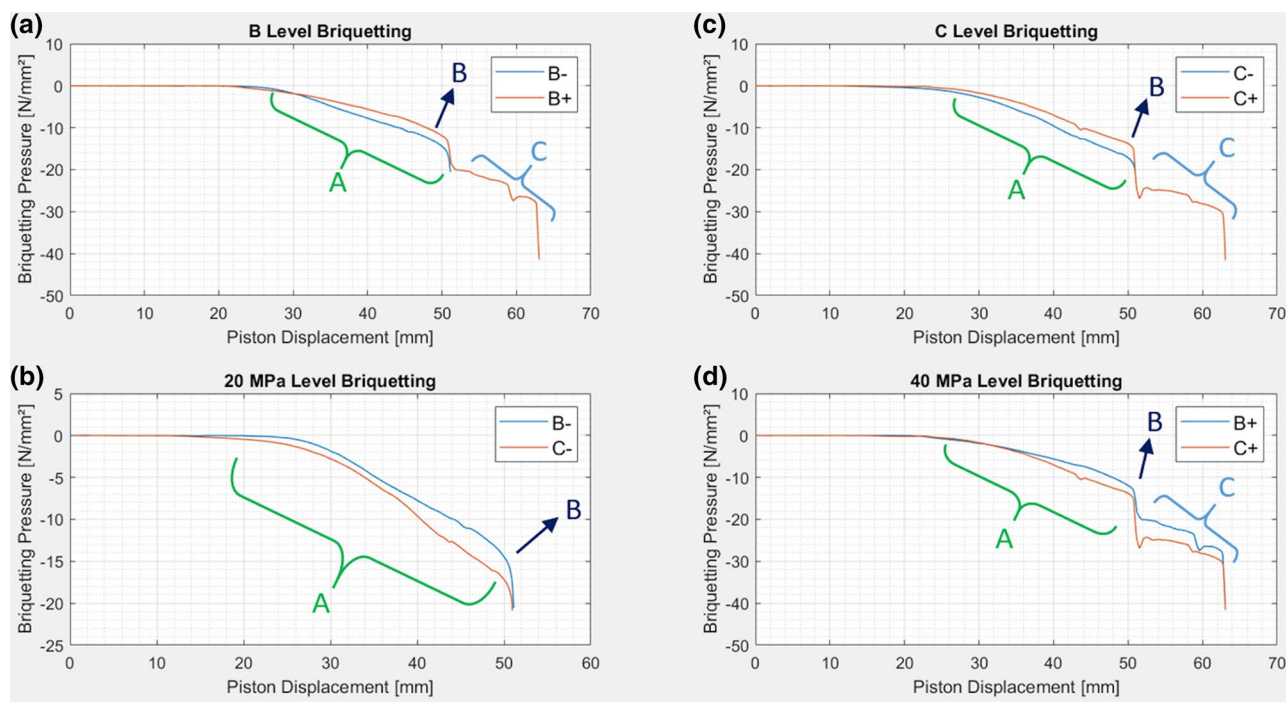 (a)
B Level Briquetting
Briquetting Pressure [N/mm²]
10
0
-10
-20
-30
-40
-50
B-
B+
A
B
C
0 10 20 30 40 50 60 70
Piston Displacement [mm]
(c)
C Level Briquetting
Briquetting Pressure [N/mm²]
10
0
-10
-20
-30
-40
-50
C-
C+
A
B
C
0 10 20 30 40 50 60 70
Piston Displacement [mm]
(b)
20 MPa Level Briquetting
Briquetting Pressure [N/mm²]
5
0
-5
-10
-15
-20
-25
B-
C-
A
B
0 10 20 30 40 50 60
Piston Displacement [mm]
(d)
40 MPa Level Briquetting
Briquetting Pressure [N/mm²]
10
0
-10
-20
-30
-40
-50
B+
C+
A
B
C
0 10 20 30 40 50 60 70
Piston Displacement [mm]